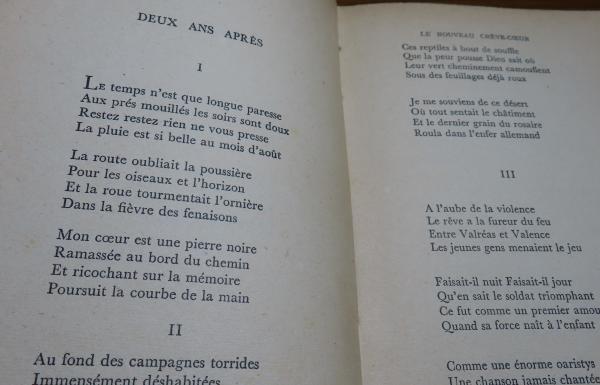 DEUX ANS APRÈS
I
LE temps n'est que longue paresse
Aux prés mouillés les soirs sont doux
Restez restez rien ne vous presse
La pluie est si belle au mois d'août
La route oubliait la poussière
Pour les oiseaux et l'horizon
Et la roue tourmentait l'ornière
Dans la fièvre des fenaisons
Mon cœur est une pierre noire
Ramassée au bord du chemin
Et ricochant sur la mémoire
Poursuit la courbe de la main
II
Au fond des campagnes torrides
Immensément déshabitées
LE NOUVEAU CRÈVE-CŒUR
Ces reptiles à bout de souffle
Que la peur pousse Dieu sait où
Leur vert cheminement camouflent
Sous des feuillages déjà roux
Je me souviens de ce désert
Où tout sentait le châtiment
Et le dernier grain du rosaire
Roula dans l'enfer allemand
III
A l'aube de la violence
Le rêve a la fureur du feu
Entre Valréas et Valence
Les jeunes gens menaient le jeu
Faisait-il nuit Faisait-il jour
Qu'en sait le soldat triomphant
Ce fut comme un premier amou
Quand sa force naît à l'enfant
Comme une énorme oaristys
Une chanson jamais chantée